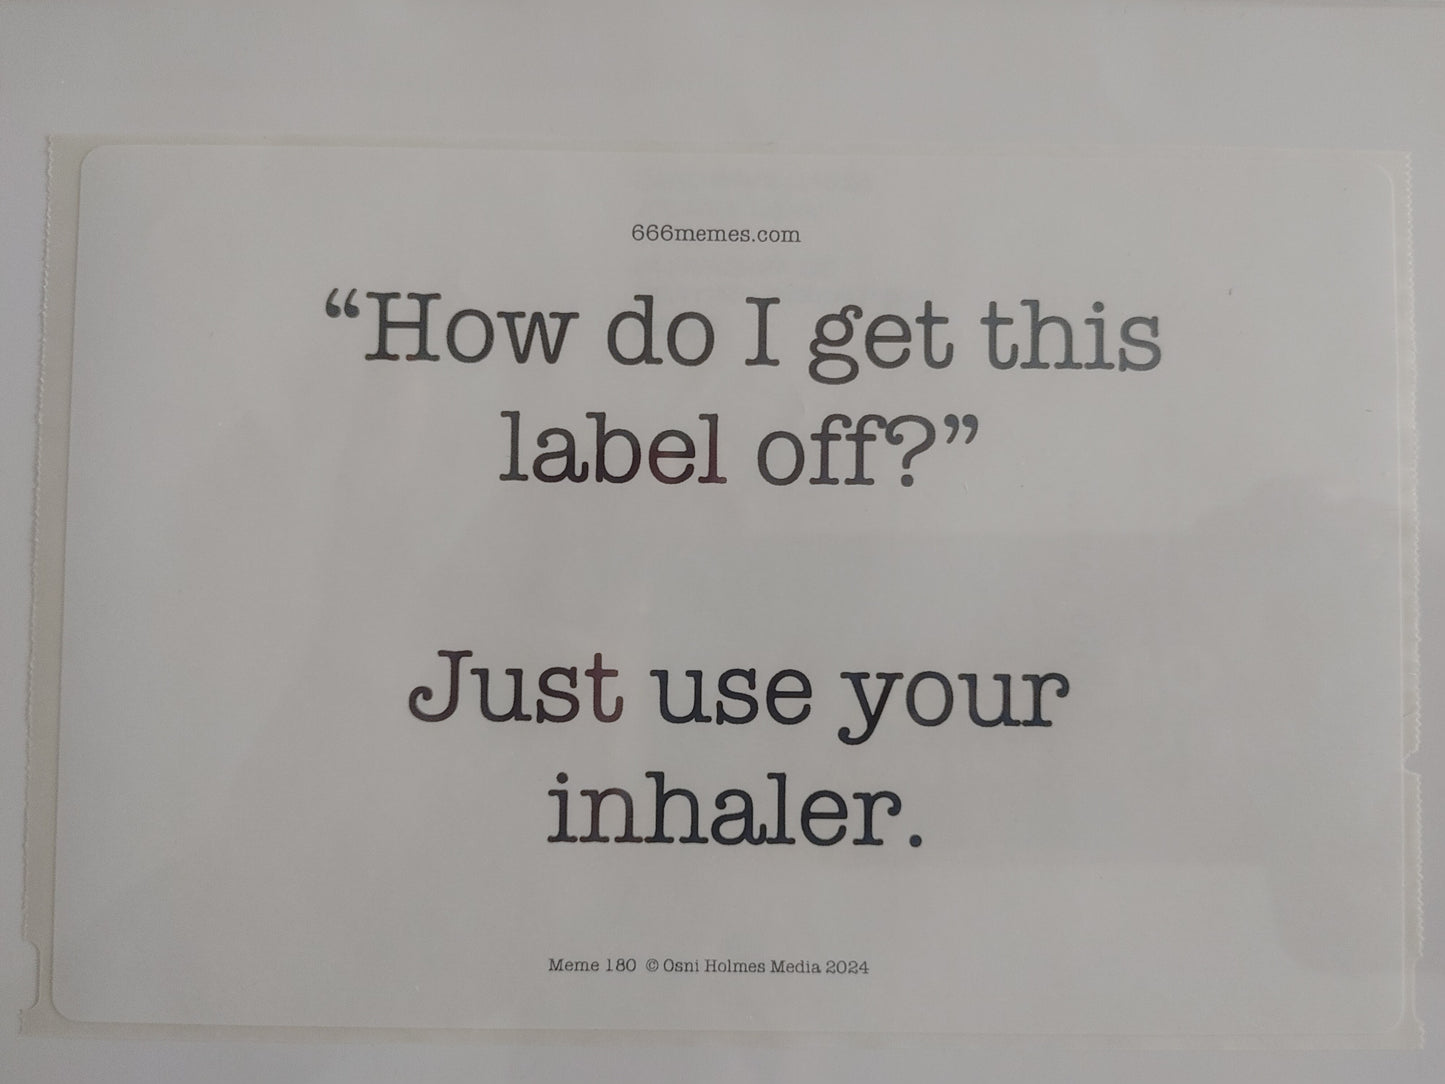 666memes.com
“How do I get this
label off?”
Just use your
inhaler.
Meme 180 © Osni Holmes Media 2024